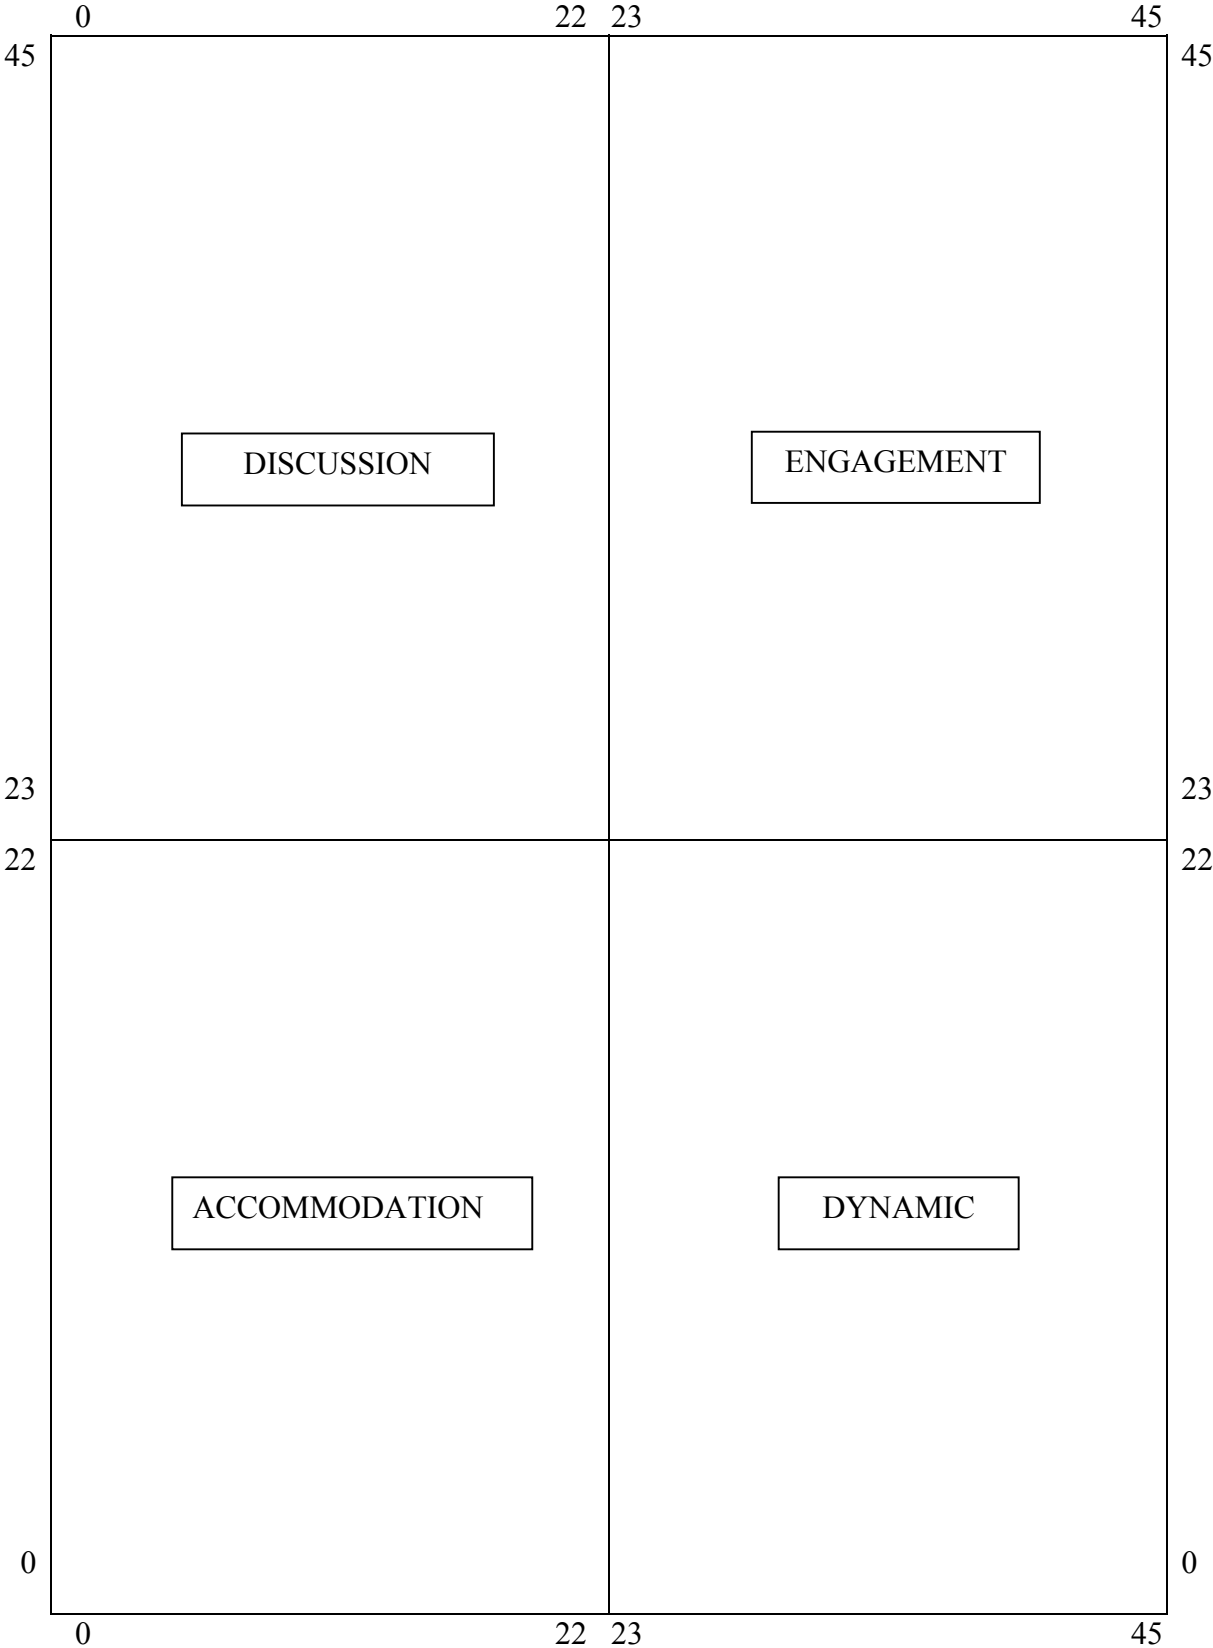 0 22 23 45
45 45
DISCUSSION ENGAGEMENT
23 23
22 22
ACCOMMODATION DYNAMIC
0 0
0 22 23 45